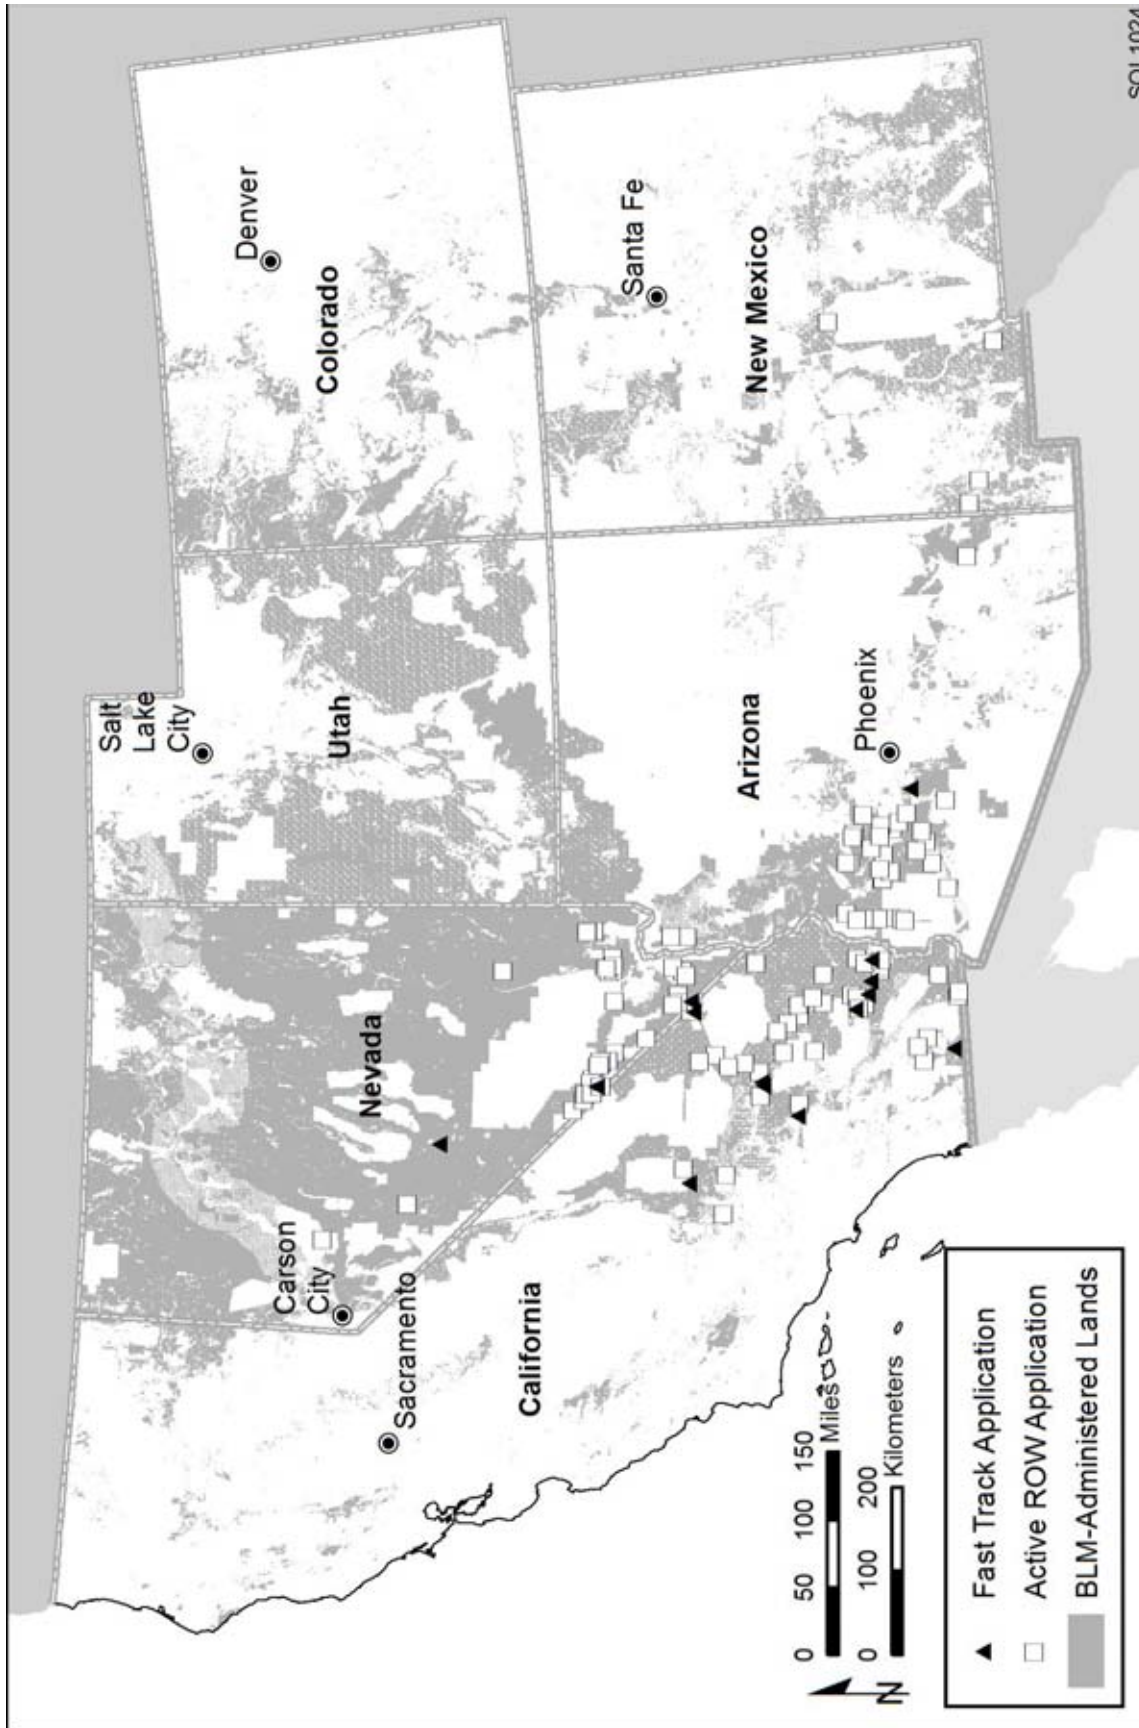 Salt
Lake
City
Denver
Carson
City
Nevada
Utah
Colorado
Sacramento
California
Santa Fe
Arizona
New Mexico
Phoenix
0 50 100 150
Miles
0 100 200
Kilometers
N
Fast Track Application
Active ROW Application
BLM-Administered Lands
SOL1024